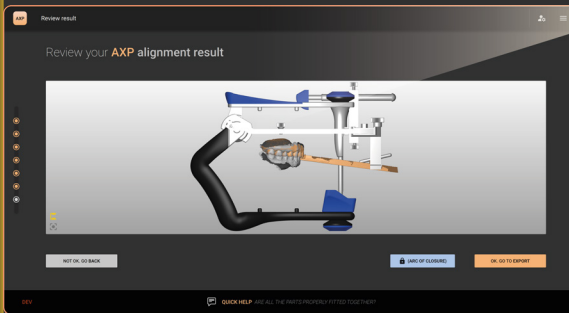 AXP
Review result
Review your AXP alignment result
NOT OK. GO BACK
(ARC OF CLOSURE)
OK. GO TO EXPORT
DEV
QUICK HELP ARE ALL THE PARTS PROPERLY FITTED TOGETHER?